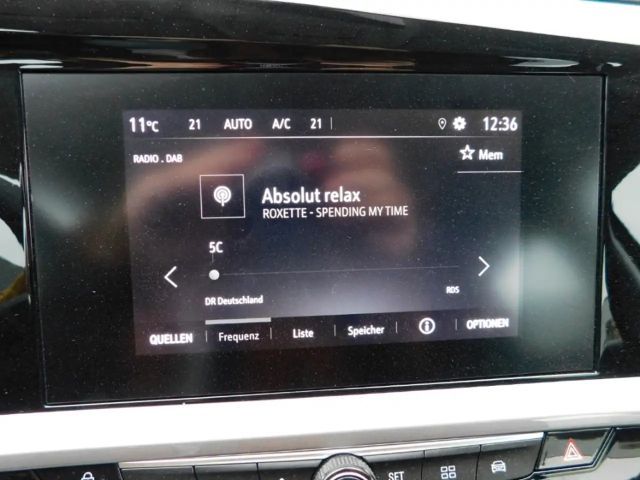 11°C 21 AUTO A/C 21 12:36
RADIO . DAB
Mem
Absolut relax
ROXETTE - SPENDING MY TIME
5C
DR Deutschland
RDS
QUELLEN Frequenz Liste Speicher OPTIONEN
SET